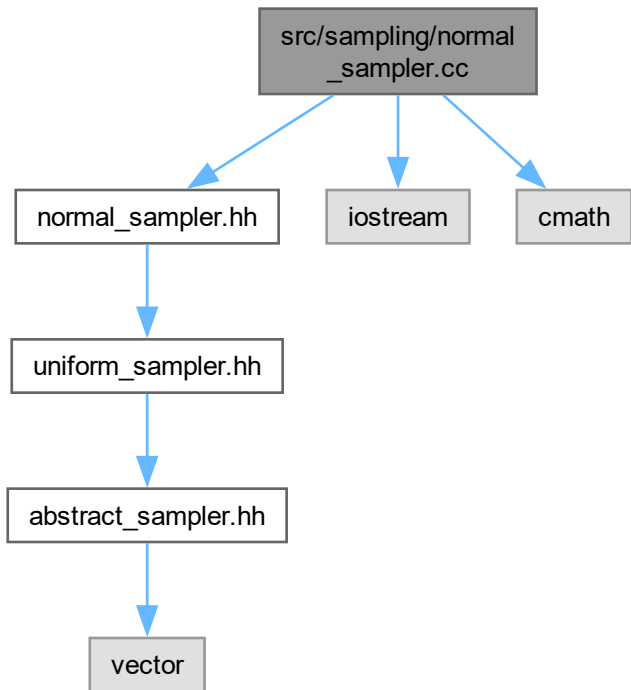 src/sampling/normal
_sampler.cc
normal_sampler.hh
iostream
cmath
uniform_sampler.hh
abstract_sampler.hh
vector